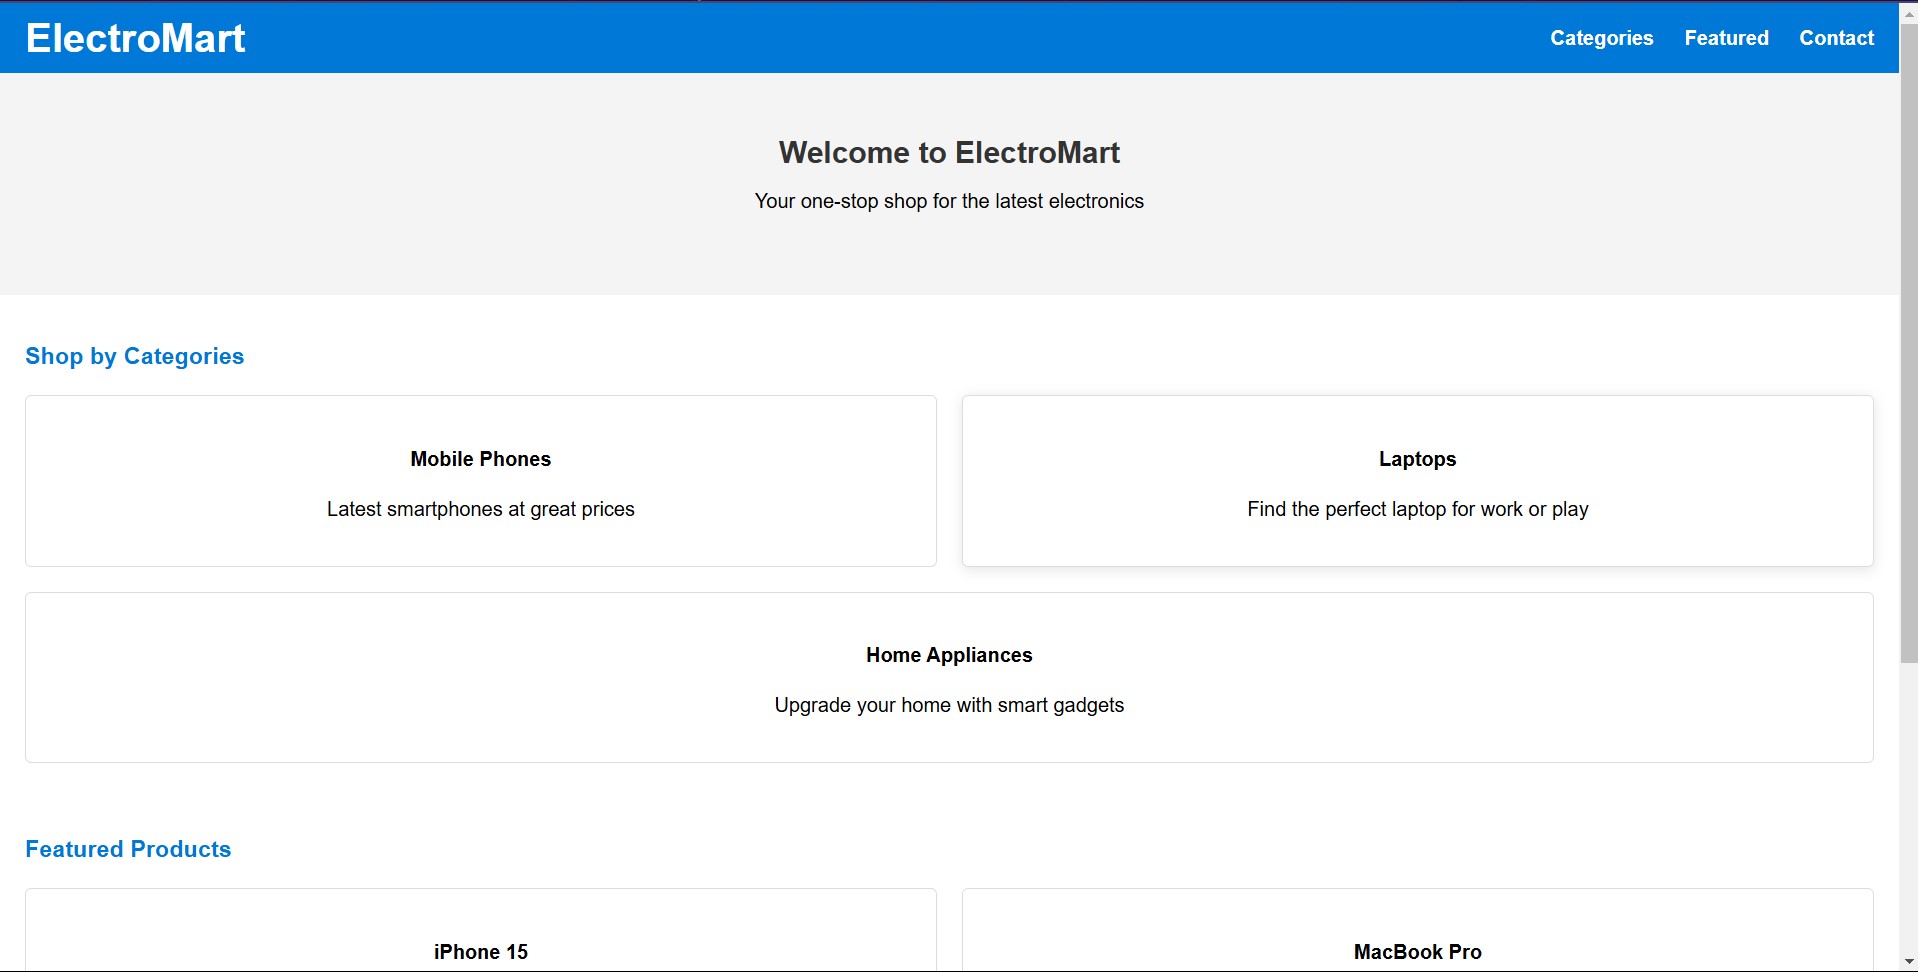 ElectroMart
Categories Featured Contact
Welcome to ElectroMart
Your one-stop shop for the latest electronics
Shop by Categories
Mobile Phones
Latest smartphones at great prices
Laptops
Find the perfect laptop for work or play
Home Appliances
Upgrade your home with smart gadgets
Featured Products
iPhone 15
MacBook Pro